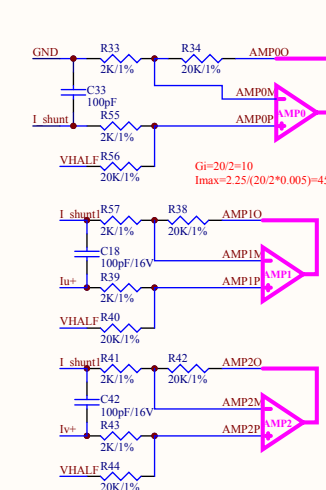 GND
R33
2K/1%
R34
20K/1%
AMP0O
C33
100pF
AMP0M
AMP0
I_shunt
R55
2K/1%
AMP0P
VHALF
R56
20K/1%
Gi=20/2=10
Imax=2.25/(20/2*0.005)=45
I_shunt1
R57
2K/1%
R38
20K/1%
AMP1O
C18
100pF/16V
AMP1M
AMP1
Iu+
R39
2K/1%
AMP1P
VHALF
R40
20K/1%
I_shunt1
R41
2K/1%
R42
20K/1%
AMP2O
C42
100pF/16V
AMP2M
AMP2
Iv+
R43
2K/1%
AMP2P
VHALF
R44
20K/1%